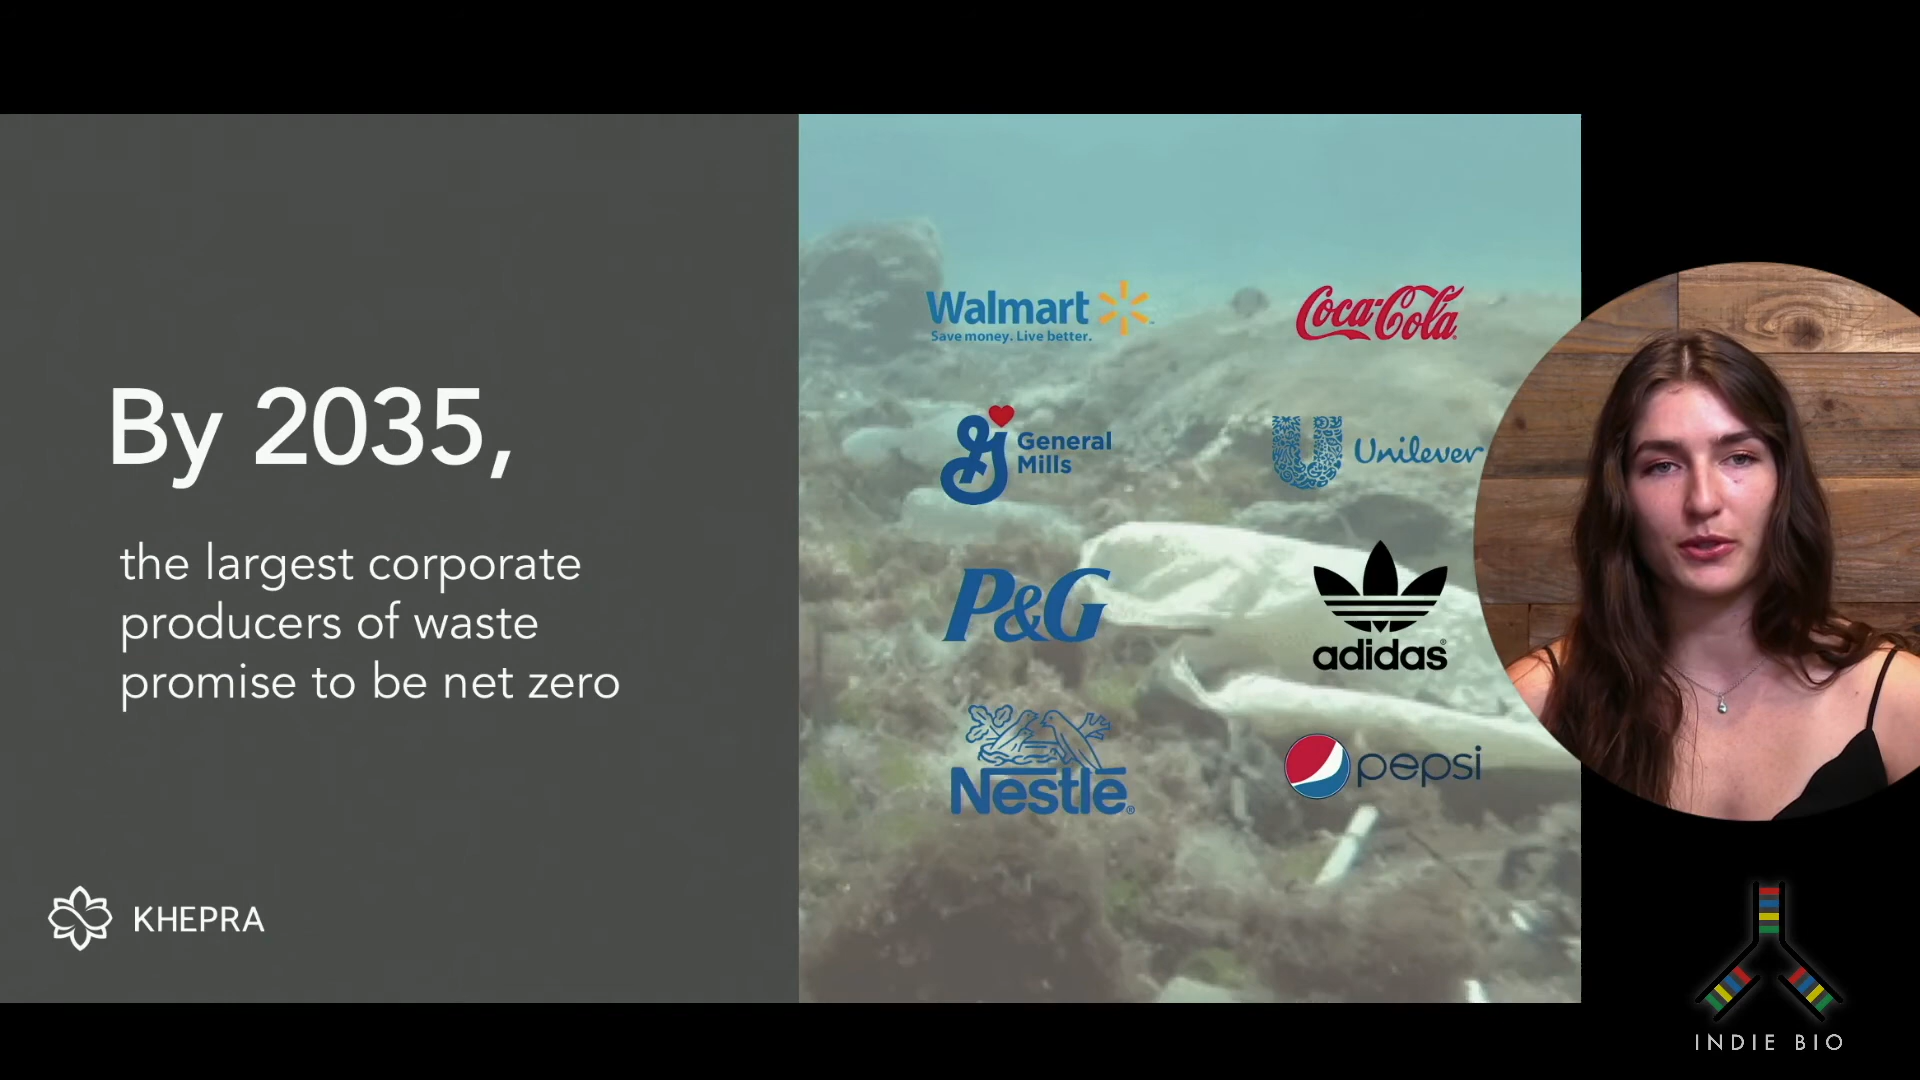 By 2035,
the largest corporate
producers of waste
promise to be net zero
KHEPRA
Walmart
Save money. Live better.
Coca-Cola
General
Mills
Unilever
P&G
adidas
Nestlé
pepsi
INDIE BIO